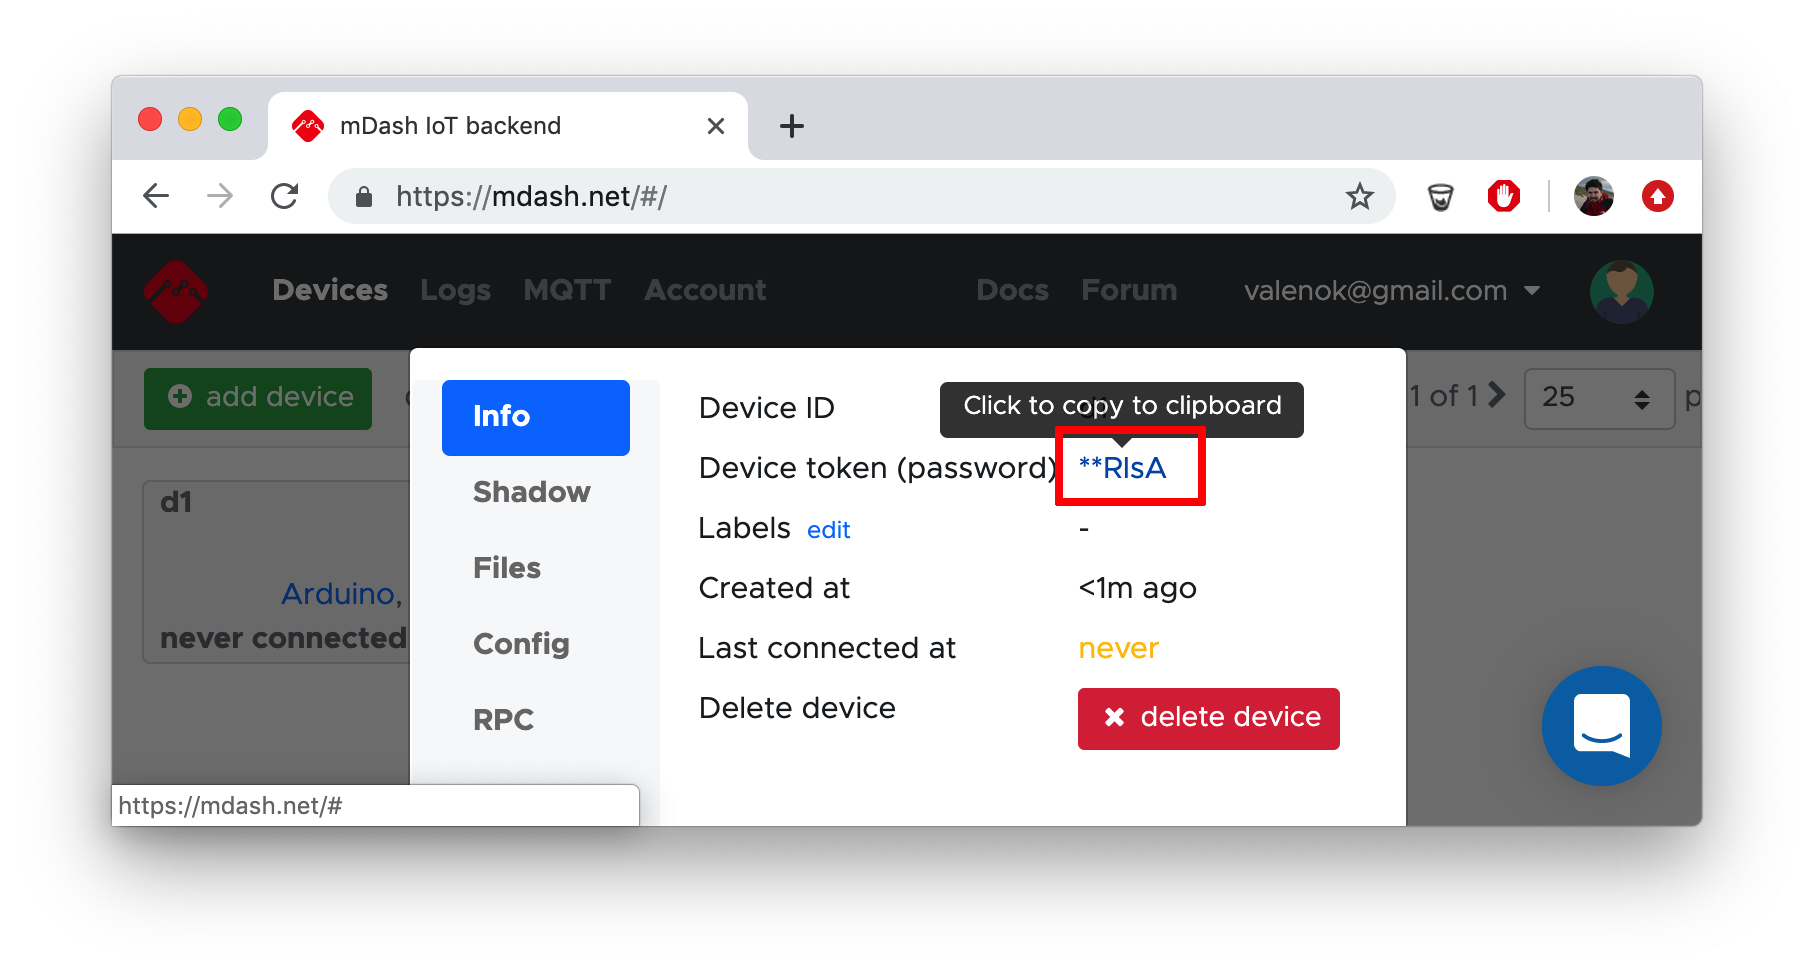 mDash IoT backend
https://mdash.net/#/
Devices Logs MQTT Account Docs Forum valenok@gmail.com
add device
1 of 1 25
d1
Arduino,
never connected
Info
Shadow
Files
Config
RPC
Device ID
Click to copy to clipboard
Device token (password) **RlsA
Labels edit -
Created at <1m ago
Last connected at never
Delete device delete device
https://mdash.net/#